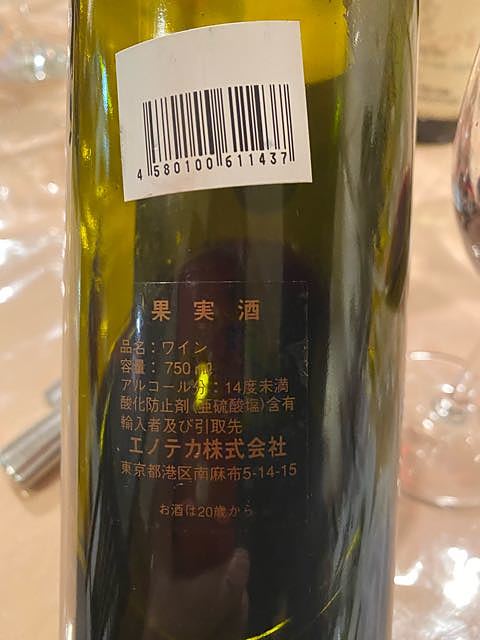 4 580100 611437
果実酒
品名：ワイン
容量：750ml
アルコール分：14度未満
酸化防止剤(亜硫酸塩)含有
輸入者及び引取先
エノテカ株式会社
東京都港区南麻布5-14-15
お酒は20歳から